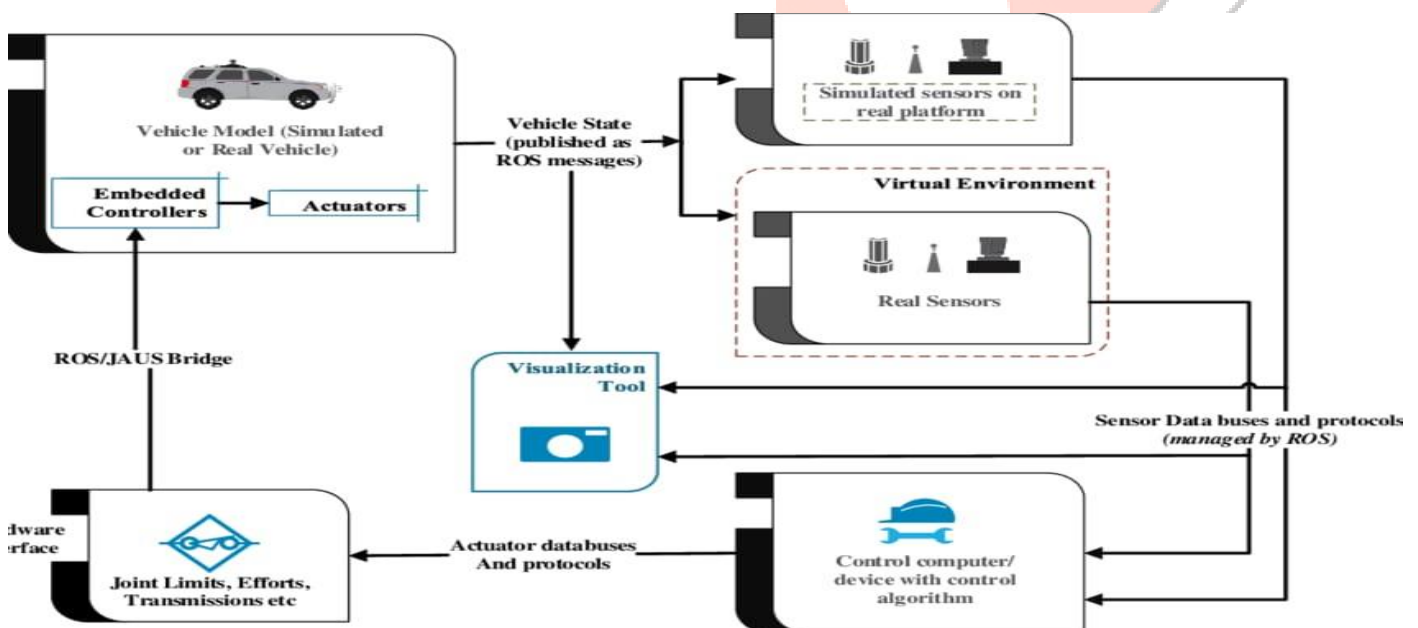 Vehicle Model (Simulated
or Real Vehicle)
Embedded
Controllers
Actuators
Vehicle State
(published as
ROS messages)
Simulated sensors on
real platform
Virtual Environment
Real Sensors
ROS/JAUS Bridge
Visualization
Tool
Sensor Data buses and protocols
(managed by ROS)
dware
erface
Joint Limits, Efforts,
Transmissions etc
Actuator databuses
And protocols
Control computer/
device with control
algorithm